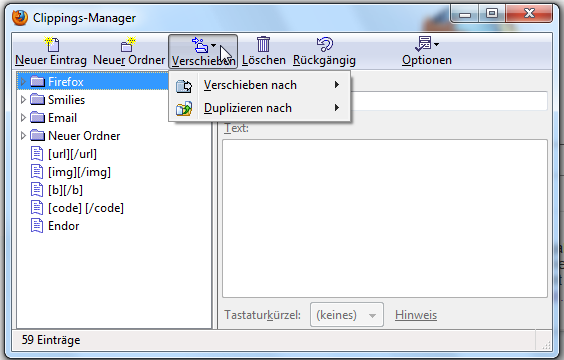 Clippings-Manager
Neuer Eintrag Neuer Ordner Verschieben Löschen Rückgängig Optionen
Verschieben nach
Duplizieren nach
Firefox
Smilies
Email
Neuer Ordner
[url][/url]
[img][/img]
[b][/b]
[code] [/code]
Endor
Text:
Tastaturkürzel: (keines) Hinweis
59 Einträge